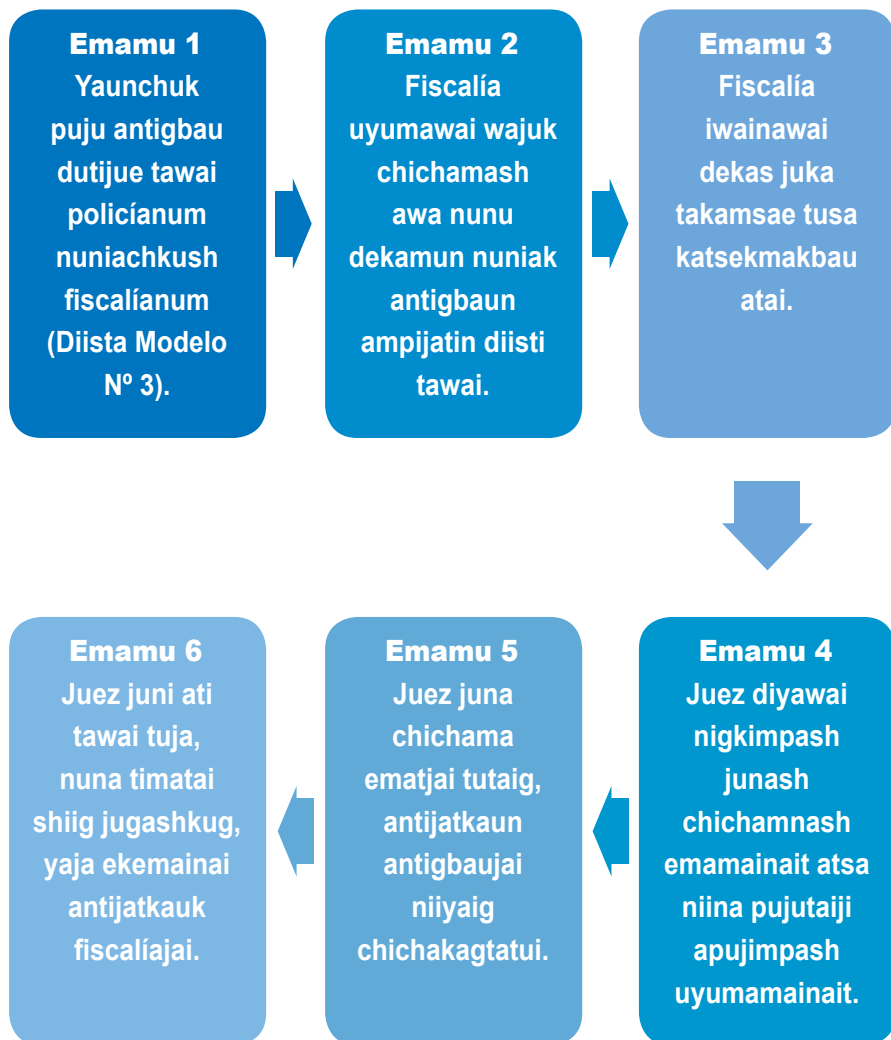 Emamu 1
Yaunchuk
puju antigbau
dutijue tawai
policíanum
nuniachkush
fiscalíanum
(Diista Modelo
Nº 3).
Emamu 2
Fiscalía
uyumawai wajuk
chichamash
awa nunu
dekamun nuniak
antigbaun
ampijatin diisti
tawai.
Emamu 3
Fiscalía
iwainawai
dekas juka
takamsae tusa
katsekmakbau
atai.
Emamu 4
Juez diyawai
nigkimpash
junash
chichamnash
emamainait atsa
niina pujutaiji
apujimpash
uyumamainait.
Emamu 5
Juez juna
chichama
ematjai tutaig,
antijatkaun
antigbaujai
niiyaig
chichakagtatui.
Emamu 6
Juez juni ati
tawai tuja,
nuna timatai
shiig jugashkug,
yaja ekemainai
antijatkauk
fiscalíajai.